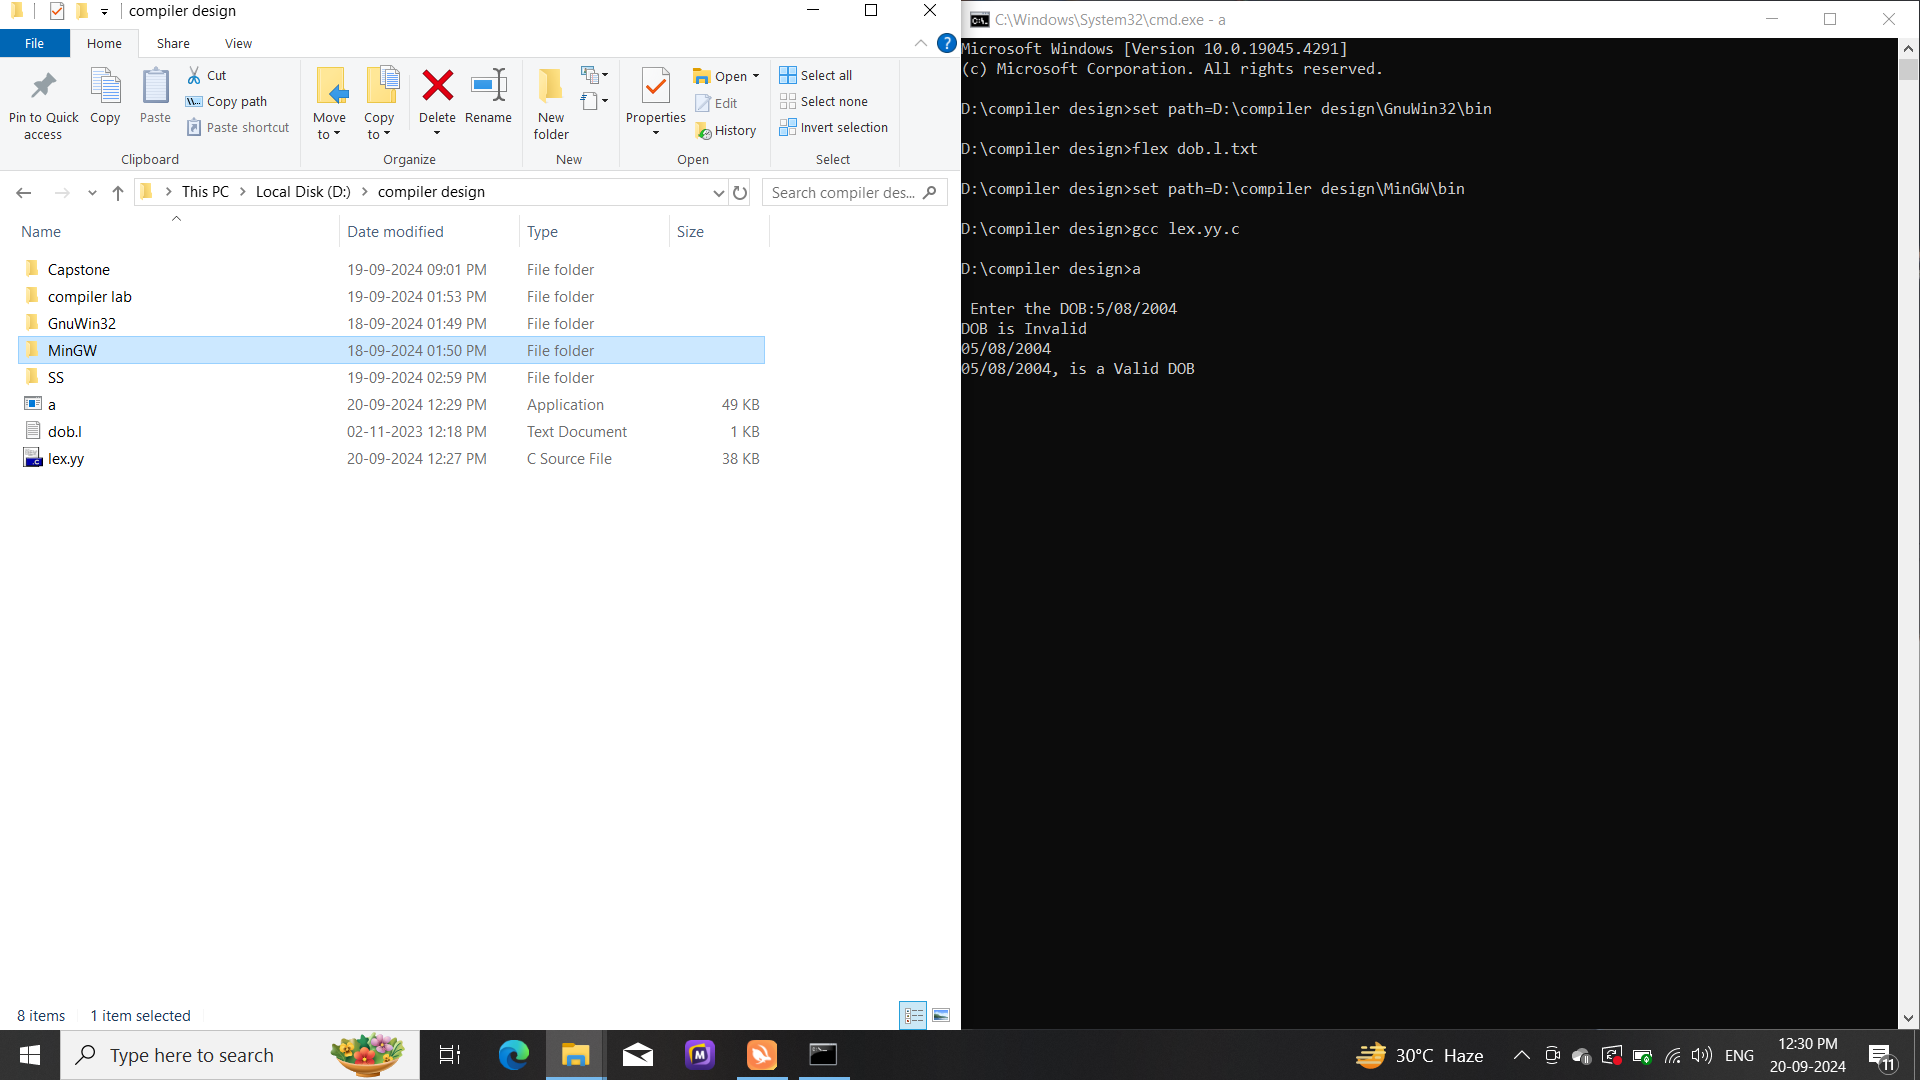 compiler design
File
Home
Share
View
?
Pin to Quick access
Copy
Paste
Cut
Copy path
Paste shortcut
Clipboard
Move to
Copy to
Delete
Rename
Organize
New folder
New
Properties
Open
Edit
History
Open
Select all
Select none
Invert selection
Select
This PC > Local Disk (D:) > compiler design
Search compiler des...
Name Date modified Type Size
Capstone 19-09-2024 09:01 PM File folder
compiler lab 19-09-2024 01:53 PM File folder
GnuWin32 18-09-2024 01:49 PM File folder
MinGW 18-09-2024 01:50 PM File folder
SS 19-09-2024 02:59 PM File folder
a 20-09-2024 12:29 PM Application 49 KB
dob.l 02-11-2023 12:18 PM Text Document 1 KB
lex.yy 20-09-2024 12:27 PM C Source File 38 KB
8 items 1 item selected
C:\Windows\System32\cmd.exe - a
Microsoft Windows [Version 10.0.19045.4291]
(c) Microsoft Corporation. All rights reserved.
D:\compiler design>set path=D:\compiler design\GnuWin32\bin
D:\compiler design>flex dob.l.txt
D:\compiler design>set path=D:\compiler design\MinGW\bin
D:\compiler design>gcc lex.yy.c
D:\compiler design>a
Enter the DOB:5/08/2004
DOB is Invalid
05/08/2004
05/08/2004, is a Valid DOB
Type here to search
M
30°C Haze
ENG
12:30 PM
20-09-2024
11